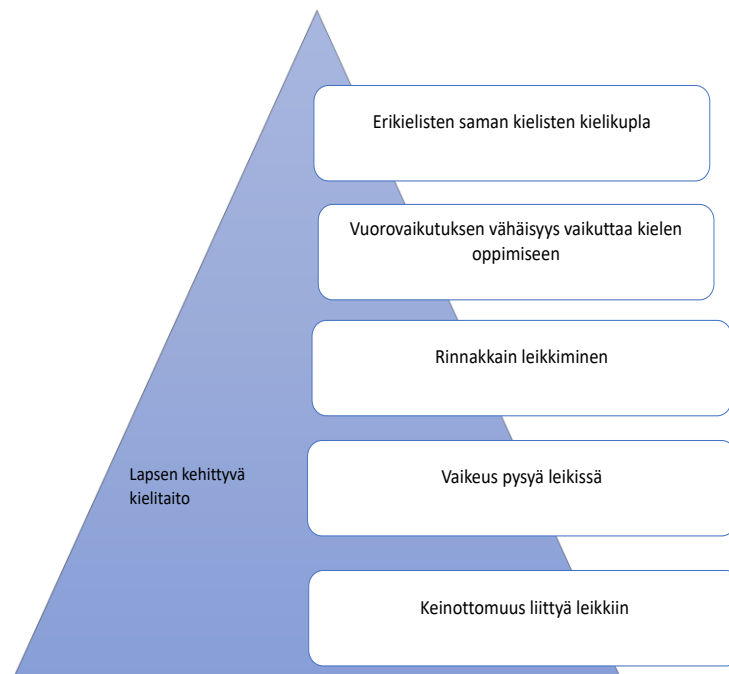 Erikielisten saman kielisten kielikupla
Vuorovaikutuksen vähäisyys vaikuttaa kielen
oppimiseen
Rinnakkain leikkiminen
Lapsen kehittyvä
kielitaito
Vaikeus pysyä leikissä
Keinottomuus liittyä leikkiin